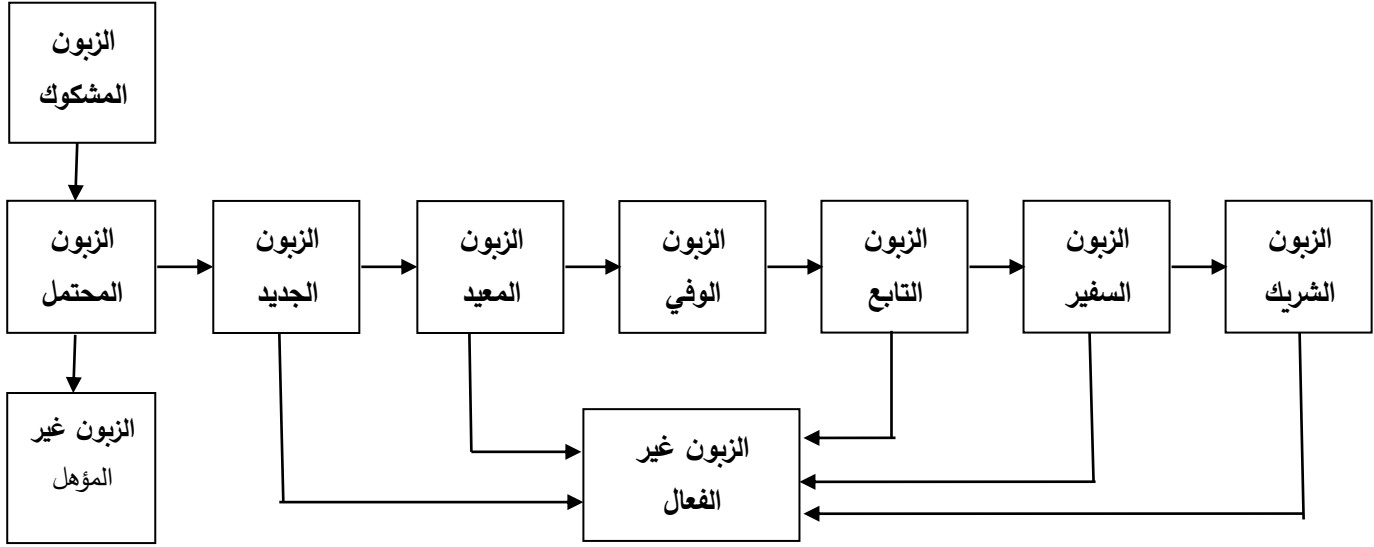 الزبون
المشكوك
الزبون
المحتمل
الزبون
الجديد
الزبون
المعيد
الزبون
الوفي
الزبون
التابع
الزبون
السفير
الزبون
الشريك
الزبون غير
المؤهل
الزبون غير
الفعال